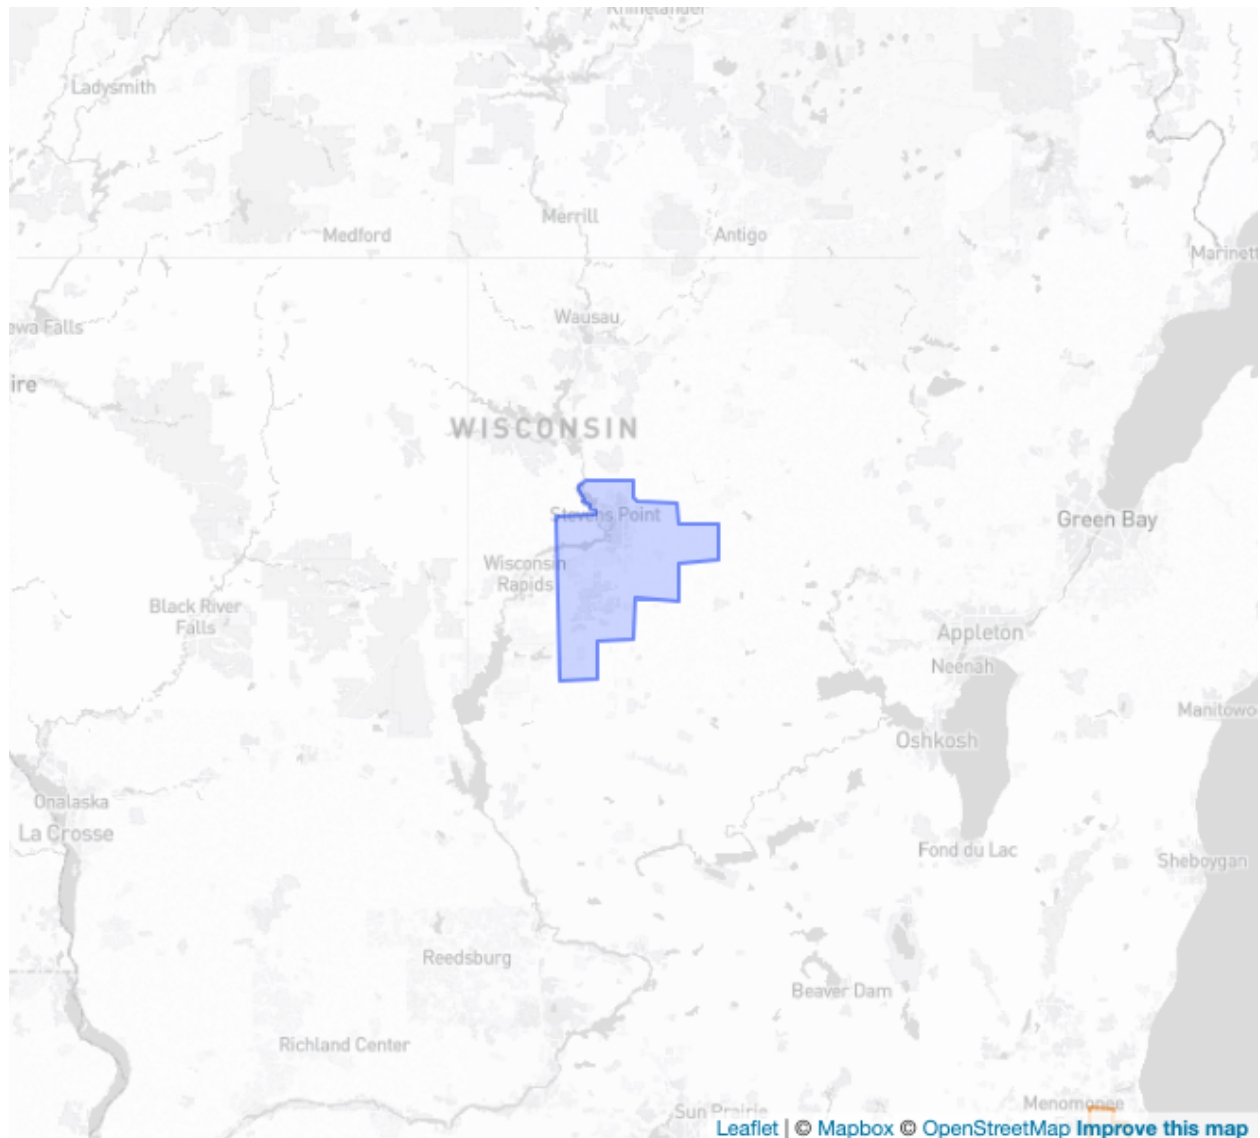 Rhinelander
Ladysmith
Merrill
Medford
Antigo
Marinett
Wausau
ewa Falls
ire
WISCONSIN
Stevens Point
Green Bay
Wisconsin
Rapids
Black River
Falls
Appleton
Neenah
Manitowo
Oshkosh
Onalaska
La Crosse
Fond du Lac
Sheboygan
Reedsburg
Beaver Dam
Richland Center
Sun Prairie
Menomonee
Leaflet | © Mapbox © OpenStreetMap Improve this map